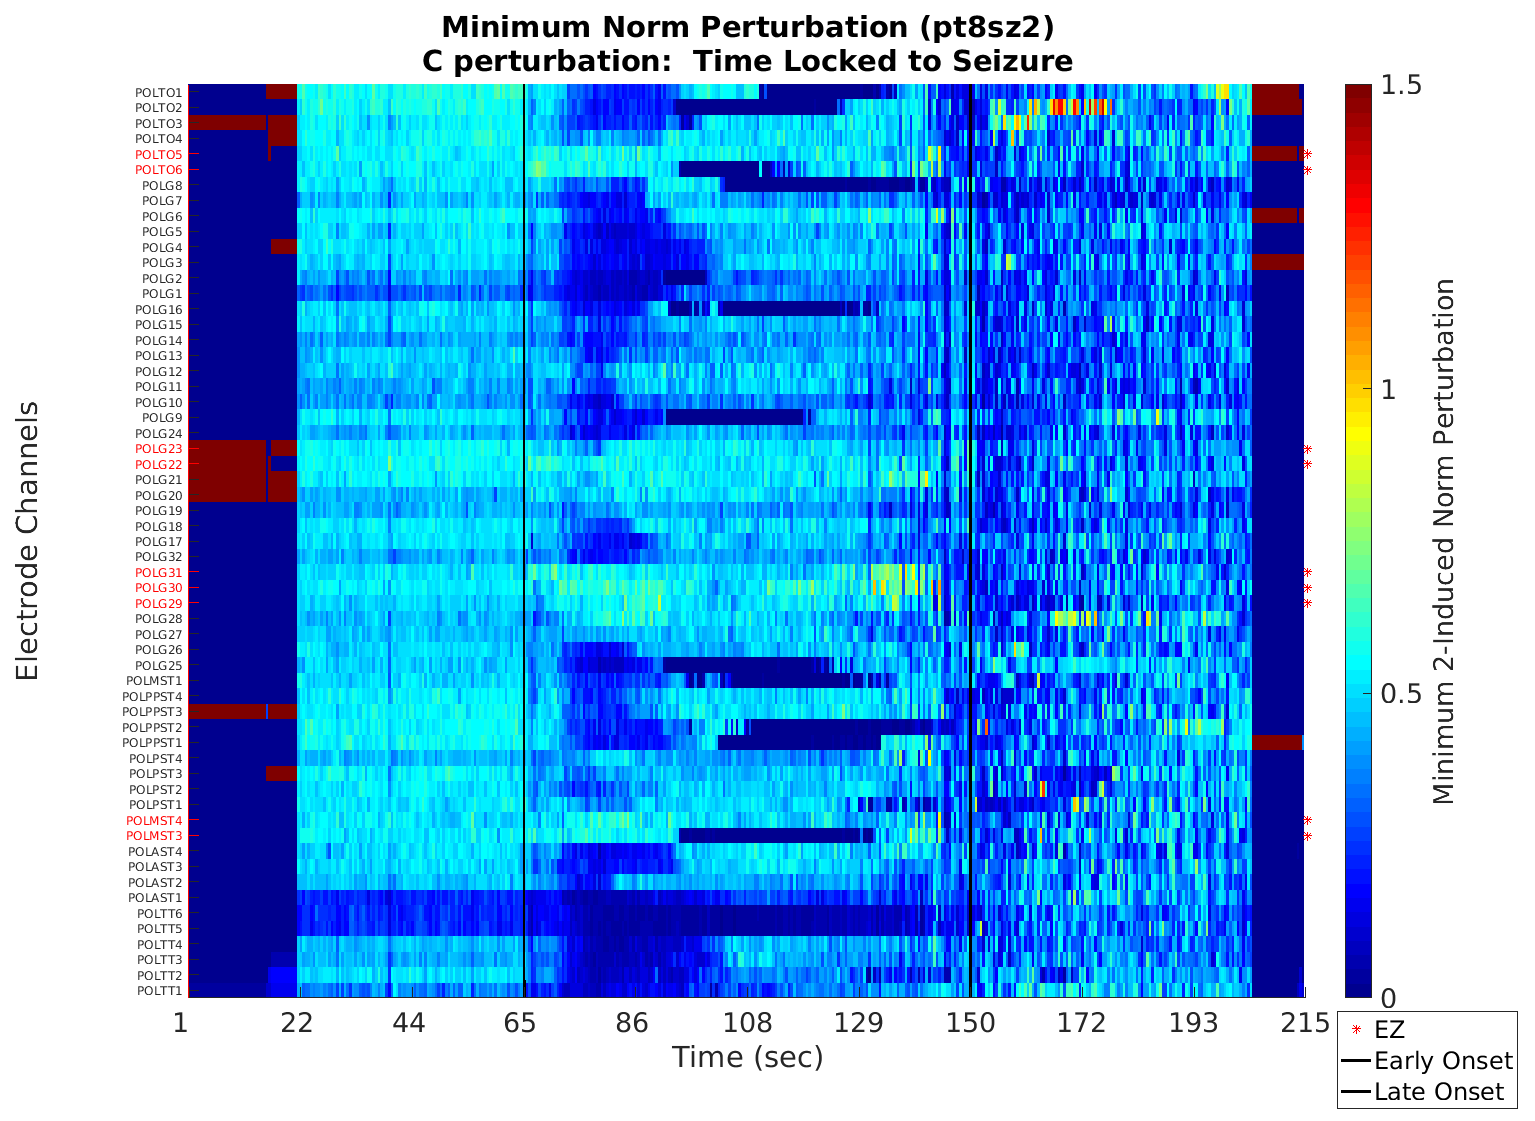 Minimum Norm Perturbation (pt8sz2)
C perturbation:  Time Locked to Seizure
Electrode Channels
POLTO1
POLTO2
POLTO3
POLTO4
POLTO5
POLTO6
POLG8
POLG7
POLG6
POLG5
POLG4
POLG3
POLG2
POLG1
POLG16
POLG15
POLG14
POLG13
POLG12
POLG11
POLG10
POLG9
POLG24
POLG23
POLG22
POLG21
POLG20
POLG19
POLG18
POLG17
POLG32
POLG31
POLG30
POLG29
POLG28
POLG27
POLG26
POLG25
POLMST1
POLPPST4
POLPPST3
POLPPST2
POLPPST1
POLPST4
POLPST3
POLPST2
POLPST1
POLMST4
POLMST3
POLAST4
POLAST3
POLAST2
POLAST1
POLTT6
POLTT5
POLTT4
POLTT3
POLTT2
POLTT1
1 22 44 65 86 108 129 150 172 193 215
Time (sec)
1.5
1
0.5
0
Minimum 2-Induced Norm Perturbation
EZ
Early Onset
Late Onset